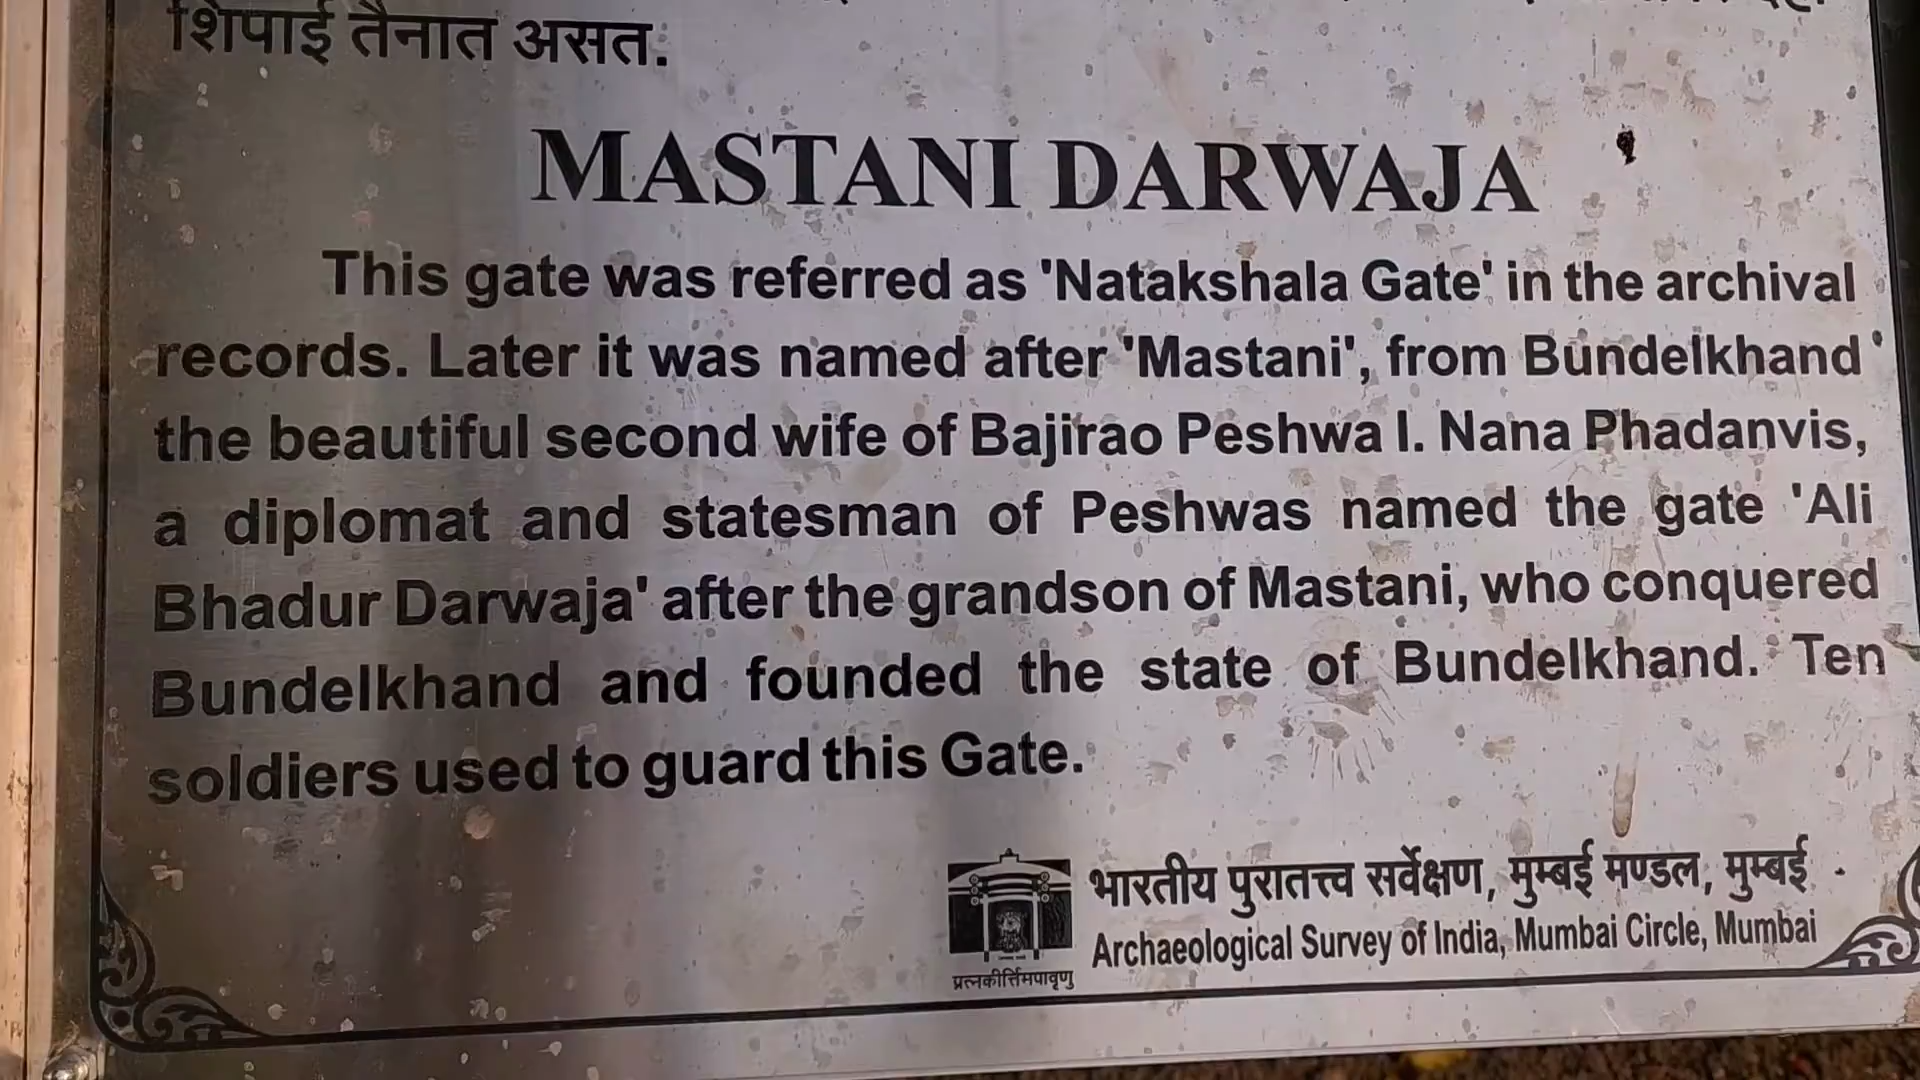 शिपाई तैनात असत.
MASTANI DARWAJA
This gate was referred as 'Natakshala Gate' in the archival
records. Later it was named after 'Mastani', from Bundelkhand
the beautiful second wife of Bajirao Peshwa I. Nana Phadanvis,
a diplomat and statesman of Peshwas named the gate 'Ali
Bhadur Darwaja' after the grandson of Mastani, who conquered
Bundelkhand and founded the state of Bundelkhand. Ten
soldiers used to guard this Gate.
भारतीय पुरातत्त्व सर्वेक्षण, मुम्बई मण्डल, मुम्बई
Archaeological Survey of India, Mumbai Circle, Mumbai
प्रत्नकीर्त्तिमपावृणु